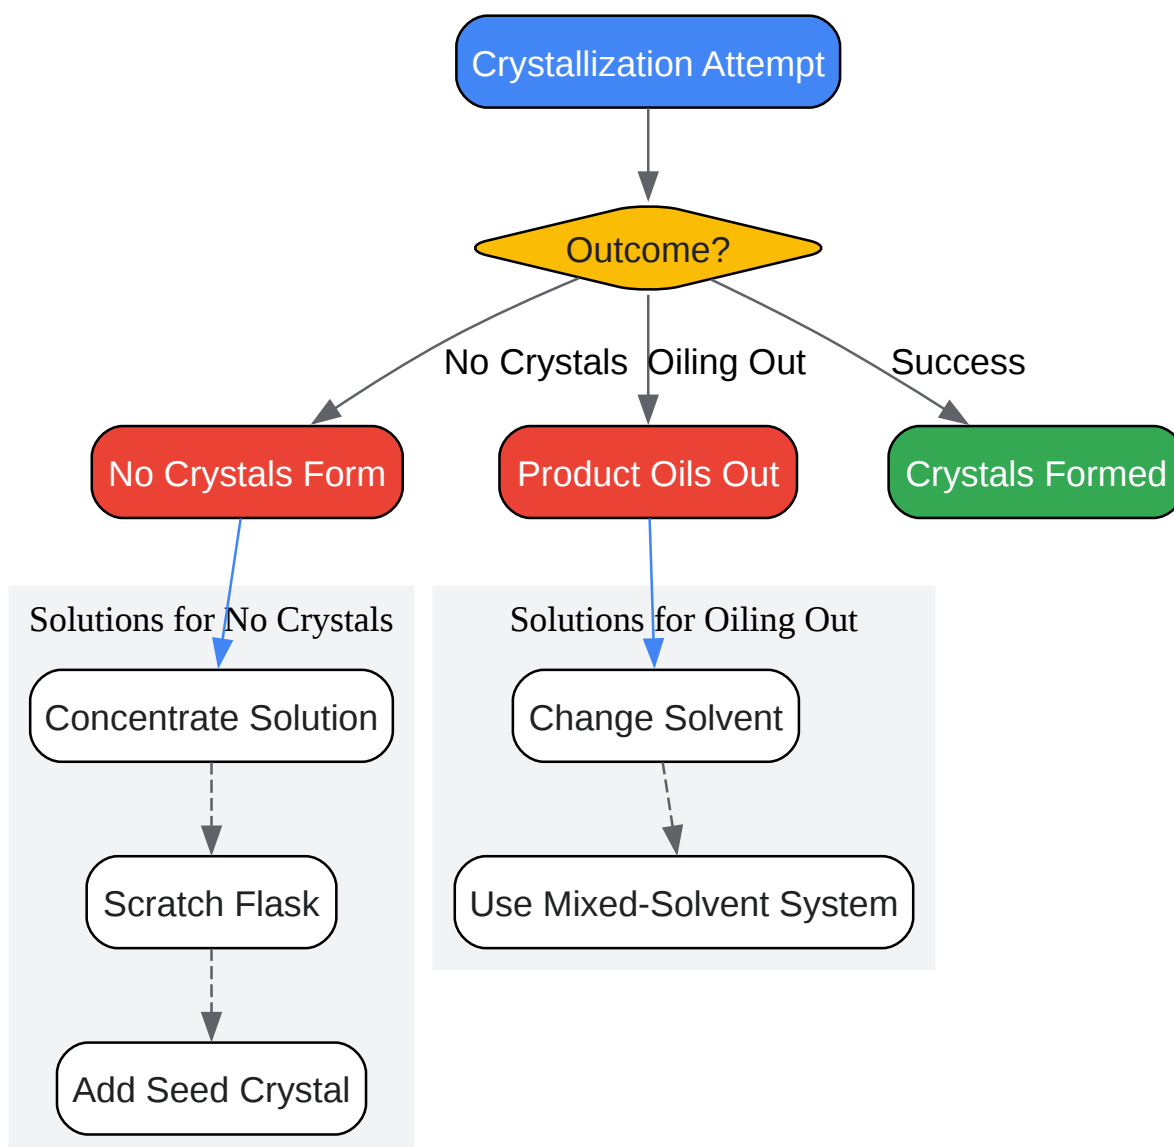 Crystallization Attempt
Outcome?
No Crystals
Oiling Out
Success
No Crystals Form
Product Oils Out
Crystals Formed
Solutions for No Crystals
Solutions for Oiling Out
Concentrate Solution
Change Solvent
Scratch Flask
Use Mixed-Solvent System
Add Seed Crystal